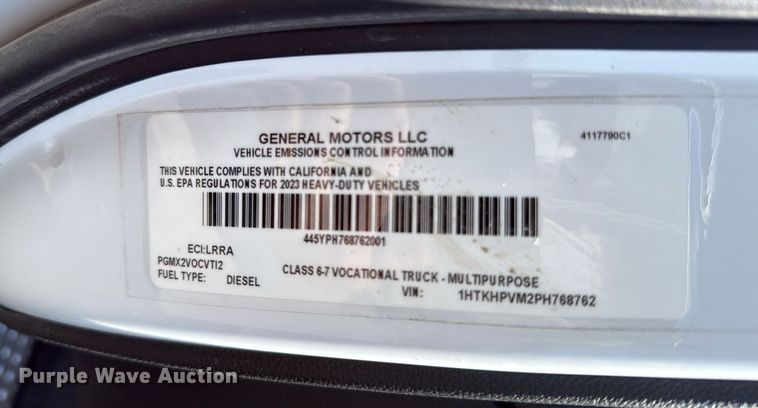 GENERAL MOTORS LLC
4117790C1
VEHICLE EMISSIONS CONTROL INFORMATION
THIS VEHICLE COMPLIES WITH CALIFORNIA AND
U.S. EPA REGULATIONS FOR 2023 HEAVY-DUTY VEHICLES
445YPH768762001
ECI:LRRA
PGMX2VOCVTI2
FUEL TYPE: DIESEL
CLASS 6-7 VOCATIONAL TRUCK - MULTIPURPOSE
VIN: 1HTKHPVM2PH768762
Purple Wave Auction